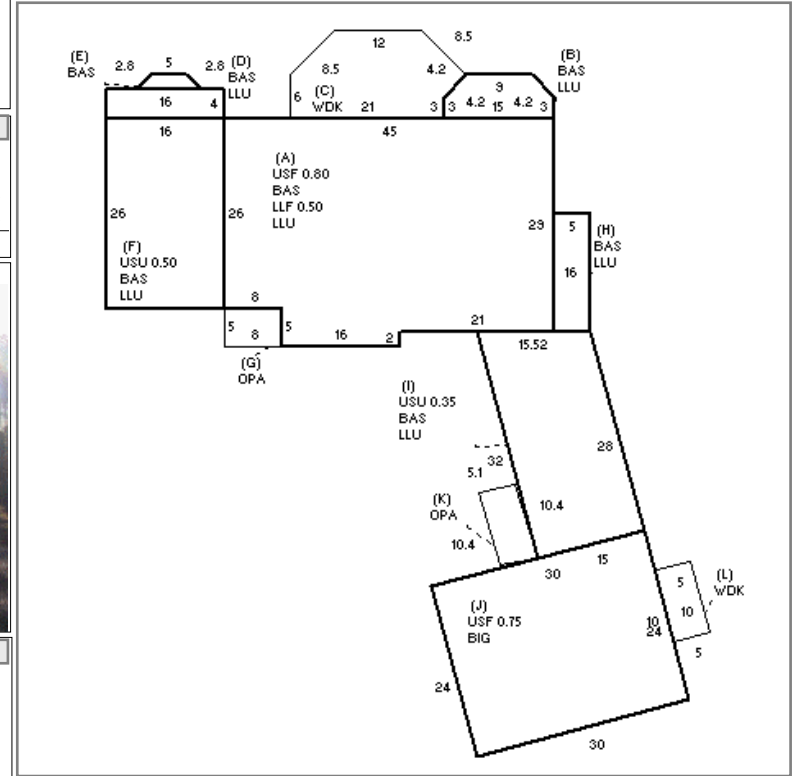 12
8.5
(E)
BAS
2.8
5
2.8
(D)
BAS
LLU
8.5
4.2
(B)
BAS
LLU
9
6
(C)
WDK
16
4
21
3
3
4.2
15
4.2
3
16
45
(A)
USF 0.80
BAS
LLF 0.50
LLU
26
26
29
5
(H)
BAS
LLU
16
(F)
USU 0.50
BAS
LLU
8
5
8
5
16
2
21
15.52
(G)
OPA
(I)
USU 0.35
BAS
LLU
28
32
5.1
(K)
OPA
10.4
10.4
15
30
5
(L)
WDK
10
(J)
USF 0.75
BIG
10
24
5
24
30